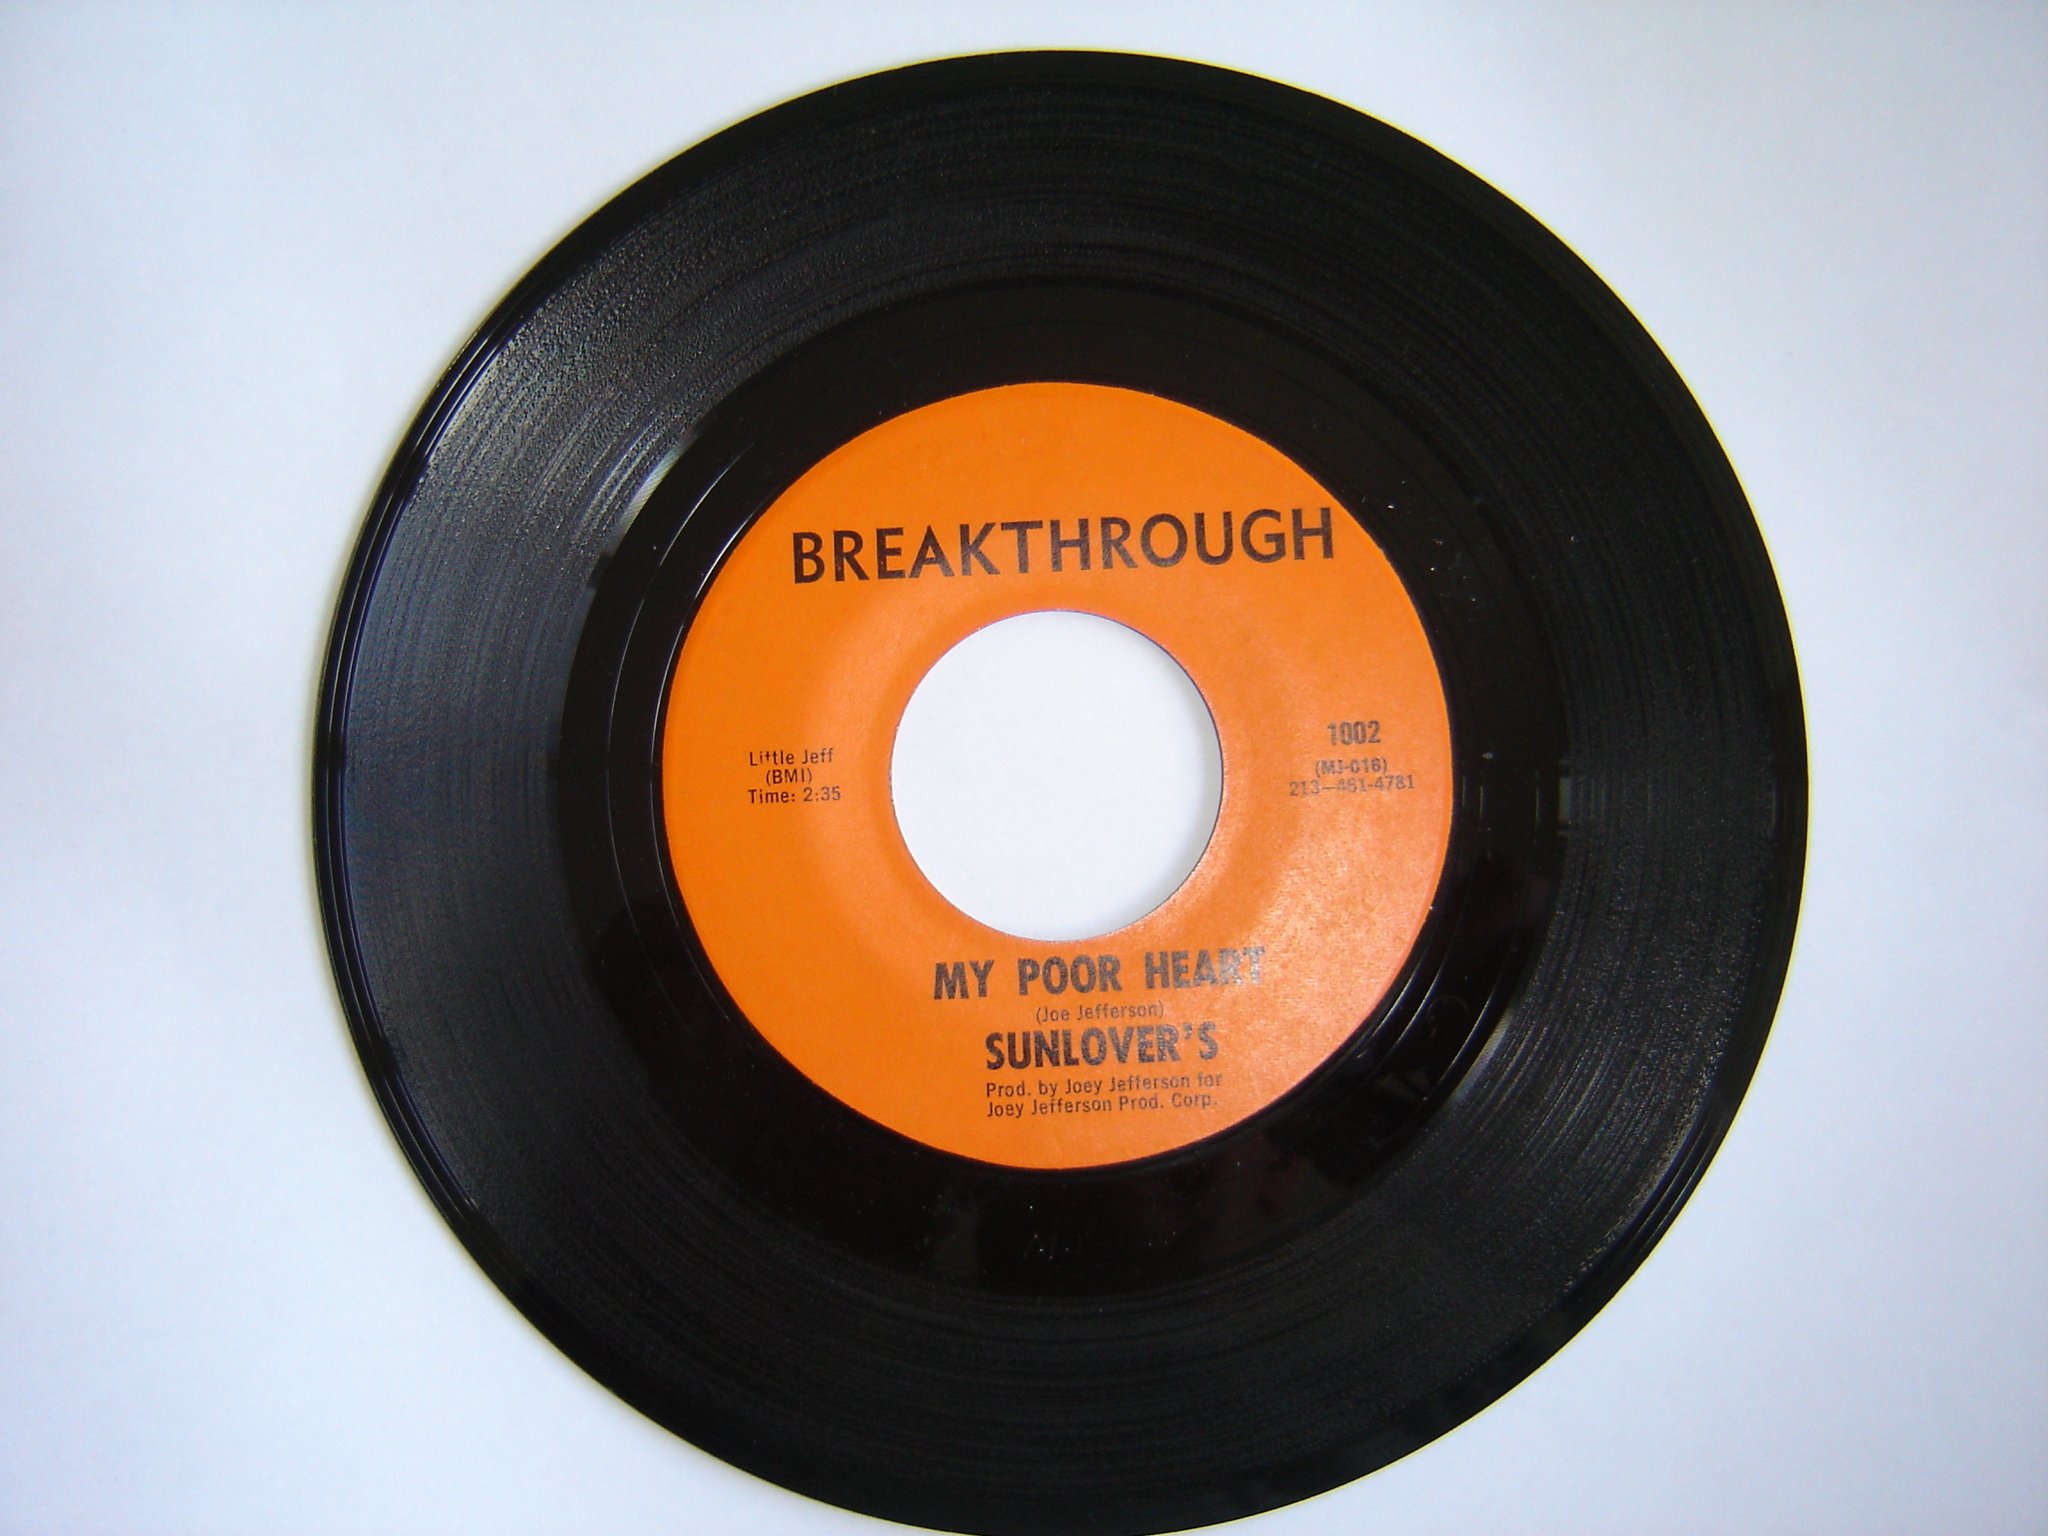 BREAKTHROUGH
Little Jeff
(BMI)
Time: 2:35
1002
(MJ-016)
213—461-4781
MY POOR HEART
(Joe Jefferson)
SUNLOVER'S
Prod. by Joey Jefferson for
Joey Jefferson Prod. Corp.